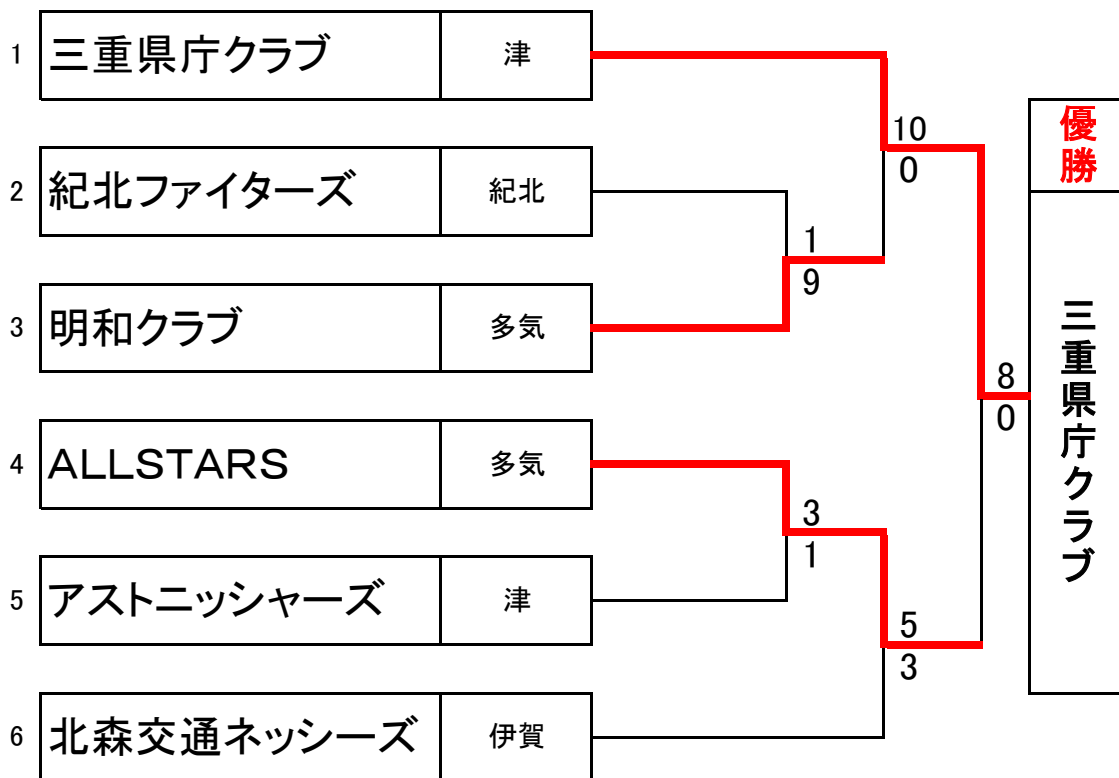 1 三重県庁クラブ 津
2 紀北ファイターズ 紀北
3 明和クラブ 多気
4 ALLSTARS 多気
5 アストニッシャーズ 津
6 北森交通ネッシーズ 伊賀
10
0
1
9
3
1
5
3
8
0
優勝
三重県庁クラブ